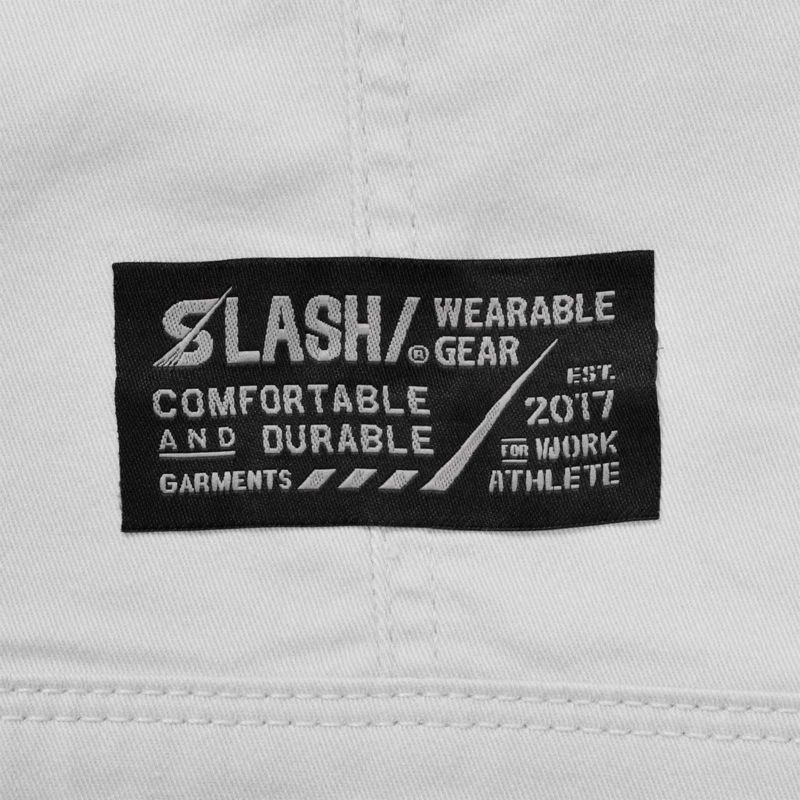 SLASH/® WEARABLE
GEAR
COMFORTABLE
AND DURABLE
GARMENTS
EST.
2017
FOR WORK
ATHLETE